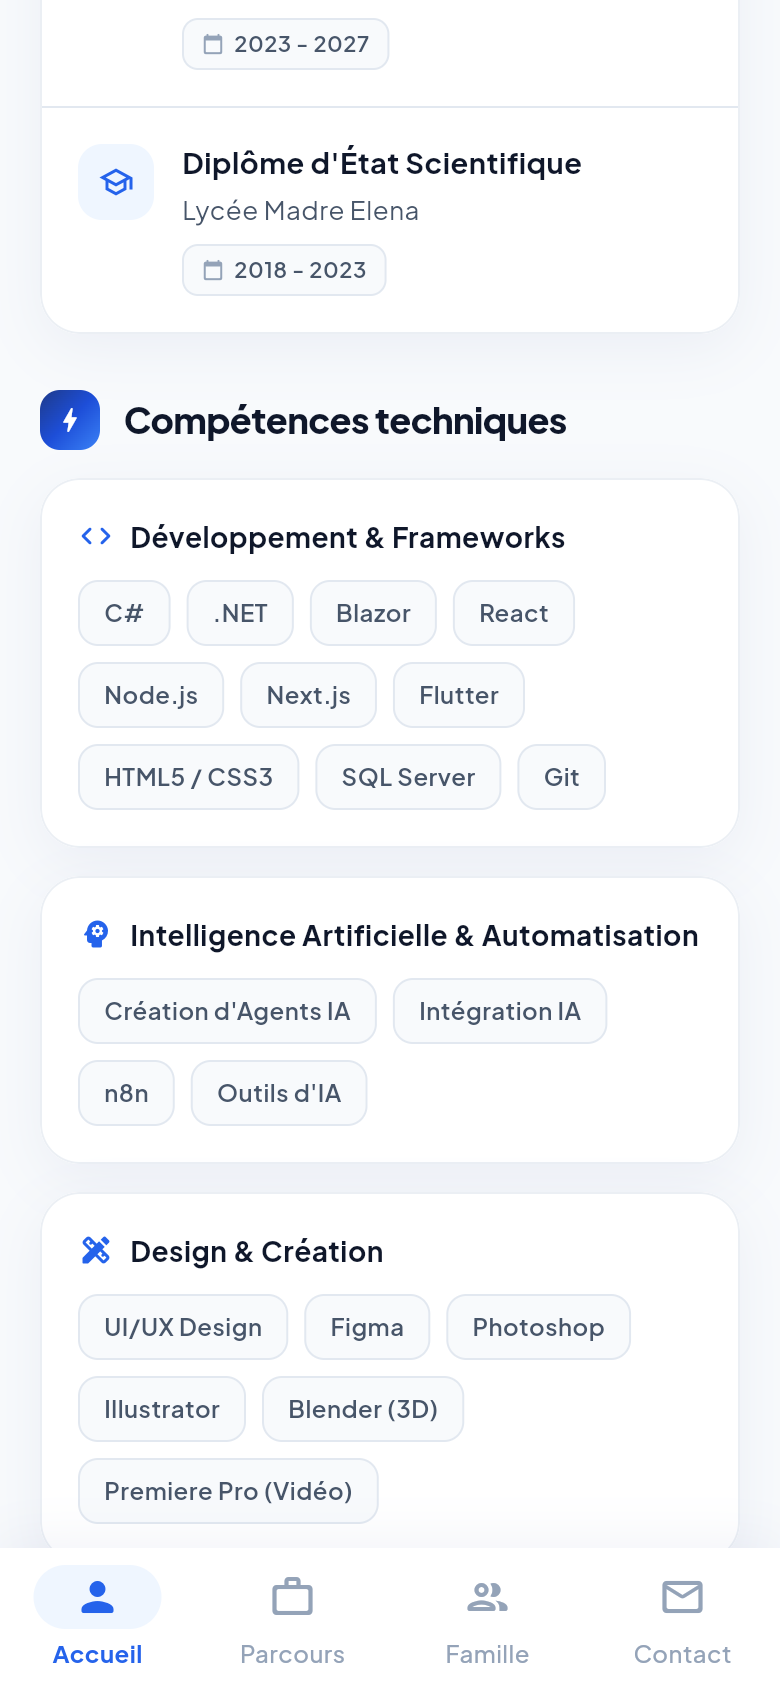 2023 - 2027
Diplôme d'État Scientifique
Lycée Madre Elena
2018 - 2023
Compétences techniques
Développement & Frameworks
C# .NET Blazor React
Node.js Next.js Flutter
HTML5 / CSS3 SQL Server Git
Intelligence Artificielle & Automatisation
Création d'Agents IA Intégration IA
n8n Outils d'IA
Design & Création
UI/UX Design Figma Photoshop
Illustrator Blender (3D)
Premiere Pro (Vidéo)
Accueil Parcours Famille Contact